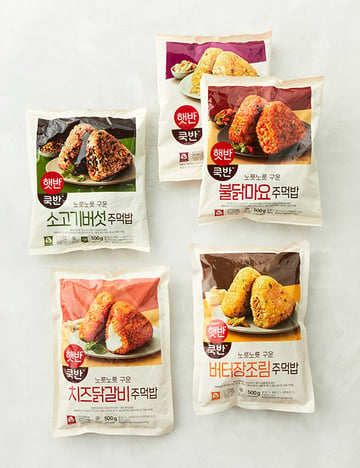 햇반
쿡반
햇반
쿡반
노릇노릇 구운
불닭마요 주먹밥
500g
햇반
쿡반
노릇노릇 구운
소고기버섯 주먹밥
500g
햇반
쿡반
노릇노릇 구운
치즈닭갈비 주먹밥
500g
햇반
쿡반
노릇노릇 구운
버터장조림 주먹밥
500g